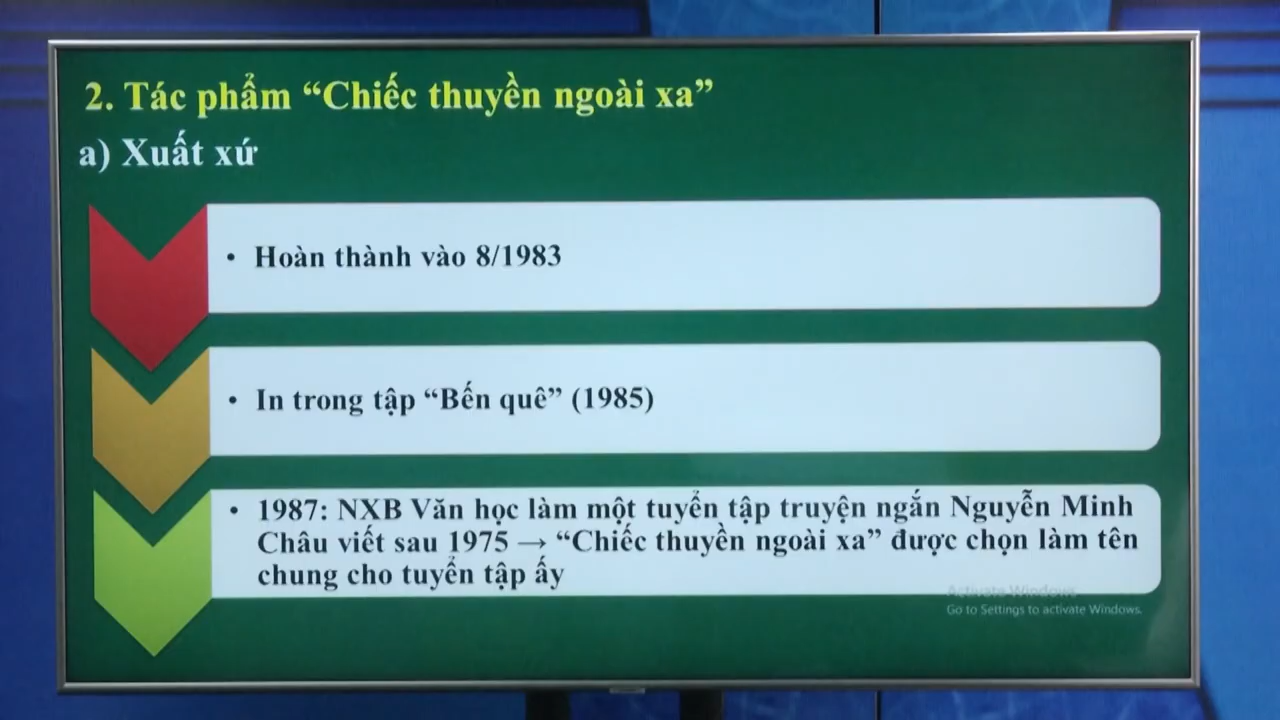 2. Tác phẩm “Chiếc thuyền ngoài xa”
a) Xuất xứ
• Hoàn thành vào 8/1983
• In trong tập “Bến quê” (1985)
• 1987: NXB Văn học làm một tuyển tập truyện ngắn Nguyễn Minh
Châu viết sau 1975 → “Chiếc thuyền ngoài xa” được chọn làm tên
chung cho tuyển tập ấy
Activate Windows
Go to Settings to activate Windows.